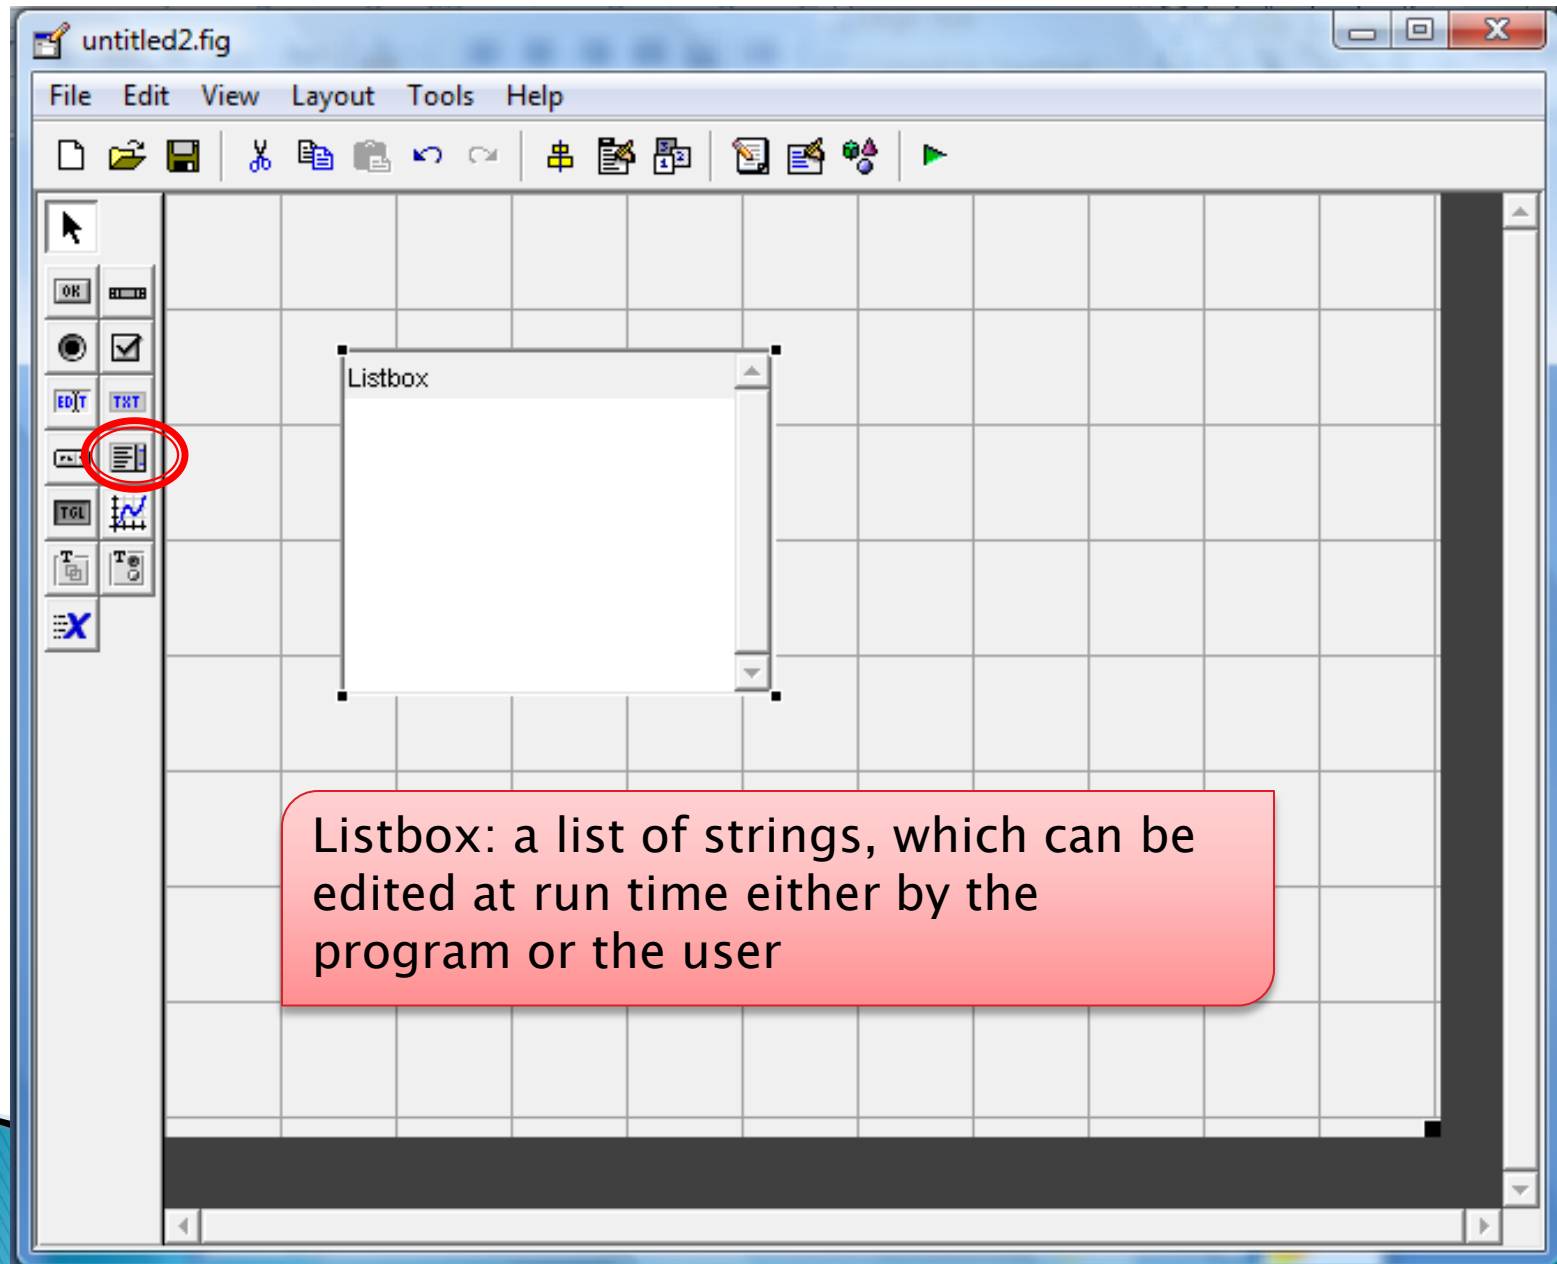 untitled2.fig
File Edit View Layout Tools Help
OK
EDIT TXT
TGL
Listbox
Listbox: a list of strings, which can be
edited at run time either by the
program or the user